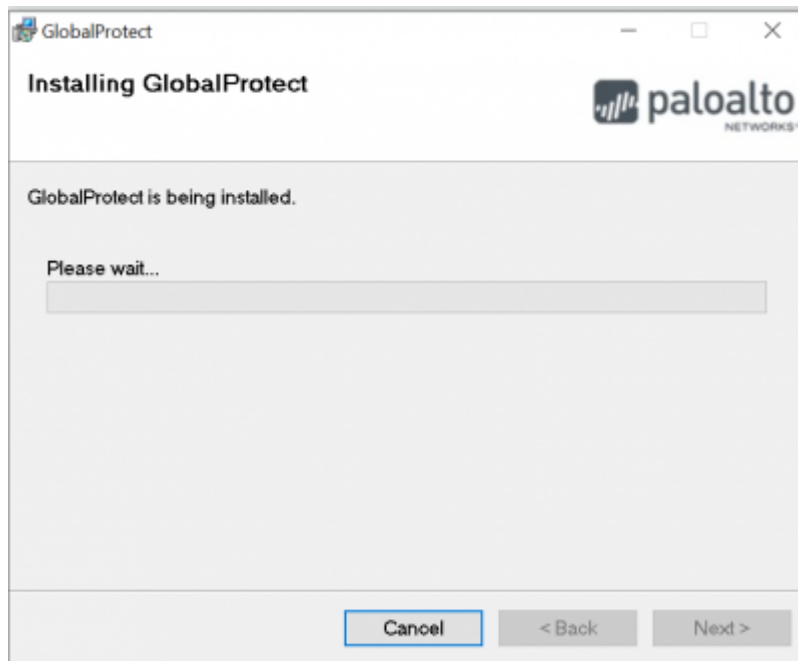 GlobalProtect
Installing GlobalProtect
paloalto
NETWORKS
GlobalProtect is being installed.
Please wait...
Cancel
< Back
Next >